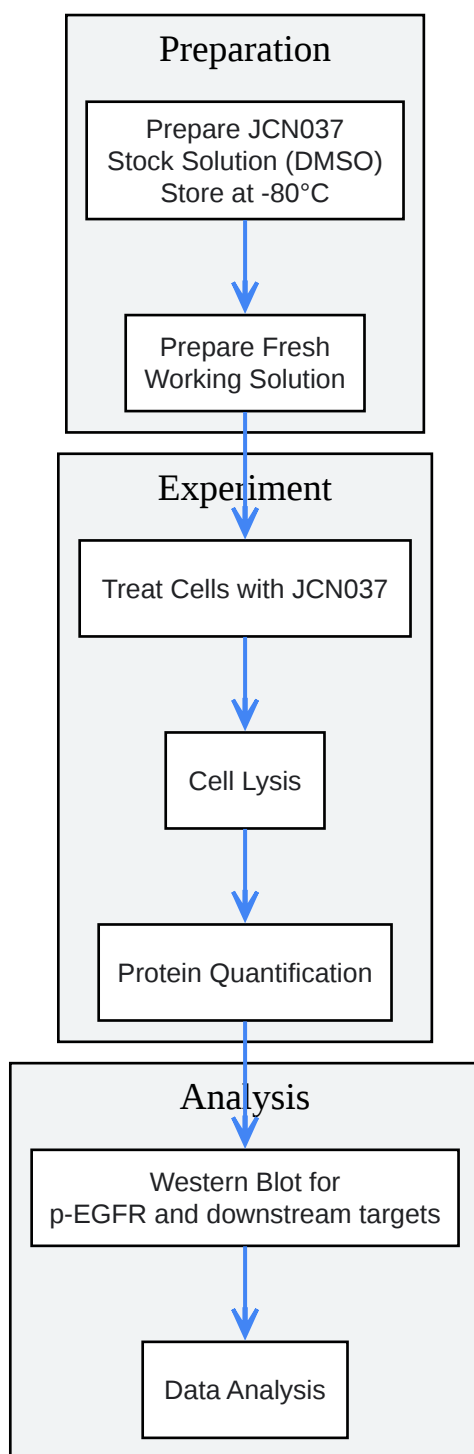 Preparation
Prepare JCN037
Stock Solution (DMSO)
Store at -80°C
Prepare Fresh
Working Solution
Experiment
Treat Cells with JCN037
Cell Lysis
Protein Quantification
Analysis
Western Blot for
p-EGFR and downstream targets
Data Analysis